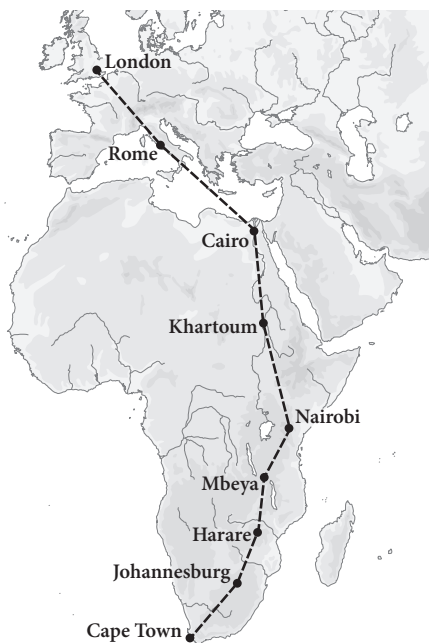 London
Rome
Cairo
Khartoum
Nairobi
Mbeya
Harare
Johannesburg
Cape Town